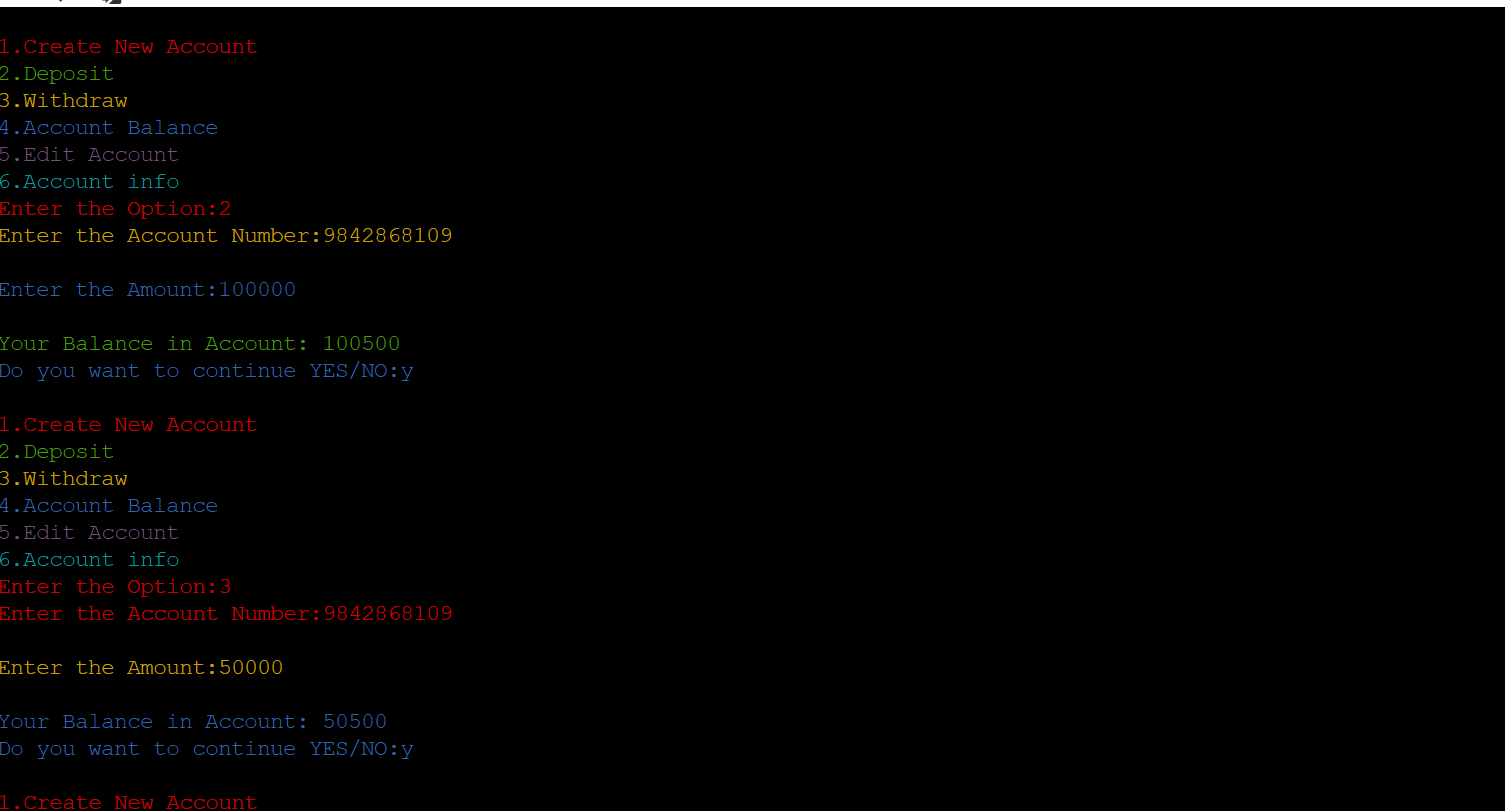 1.Create New Account
2.Deposit
3.Withdraw
4.Account Balance
5.Edit Account
6.Account info
Enter the Option:2
Enter the Account Number:9842868109
Enter the Amount:100000
Your Balance in Account: 100500
Do you want to continue YES/NO:y
1.Create New Account
2.Deposit
3.Withdraw
4.Account Balance
5.Edit Account
6.Account info
Enter the Option:3
Enter the Account Number:9842868109
Enter the Amount:50000
Your Balance in Account: 50500
Do you want to continue YES/NO:y
1.Create New Account